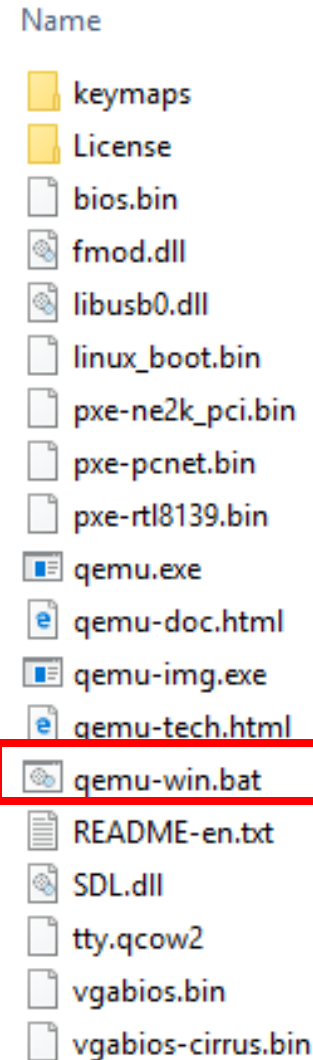 Name
keymaps
License
bios.bin
fmod.dll
libusb0.dll
linux_boot.bin
pxe-ne2k_pci.bin
pxe-pcnet.bin
pxe-rtl8139.bin
qemu.exe
qemu-doc.html
qemu-img.exe
qemu-tech.html
qemu-win.bat
README-en.txt
SDL.dll
tty.qcow2
vgabios.bin
vgabios-cirrus.bin